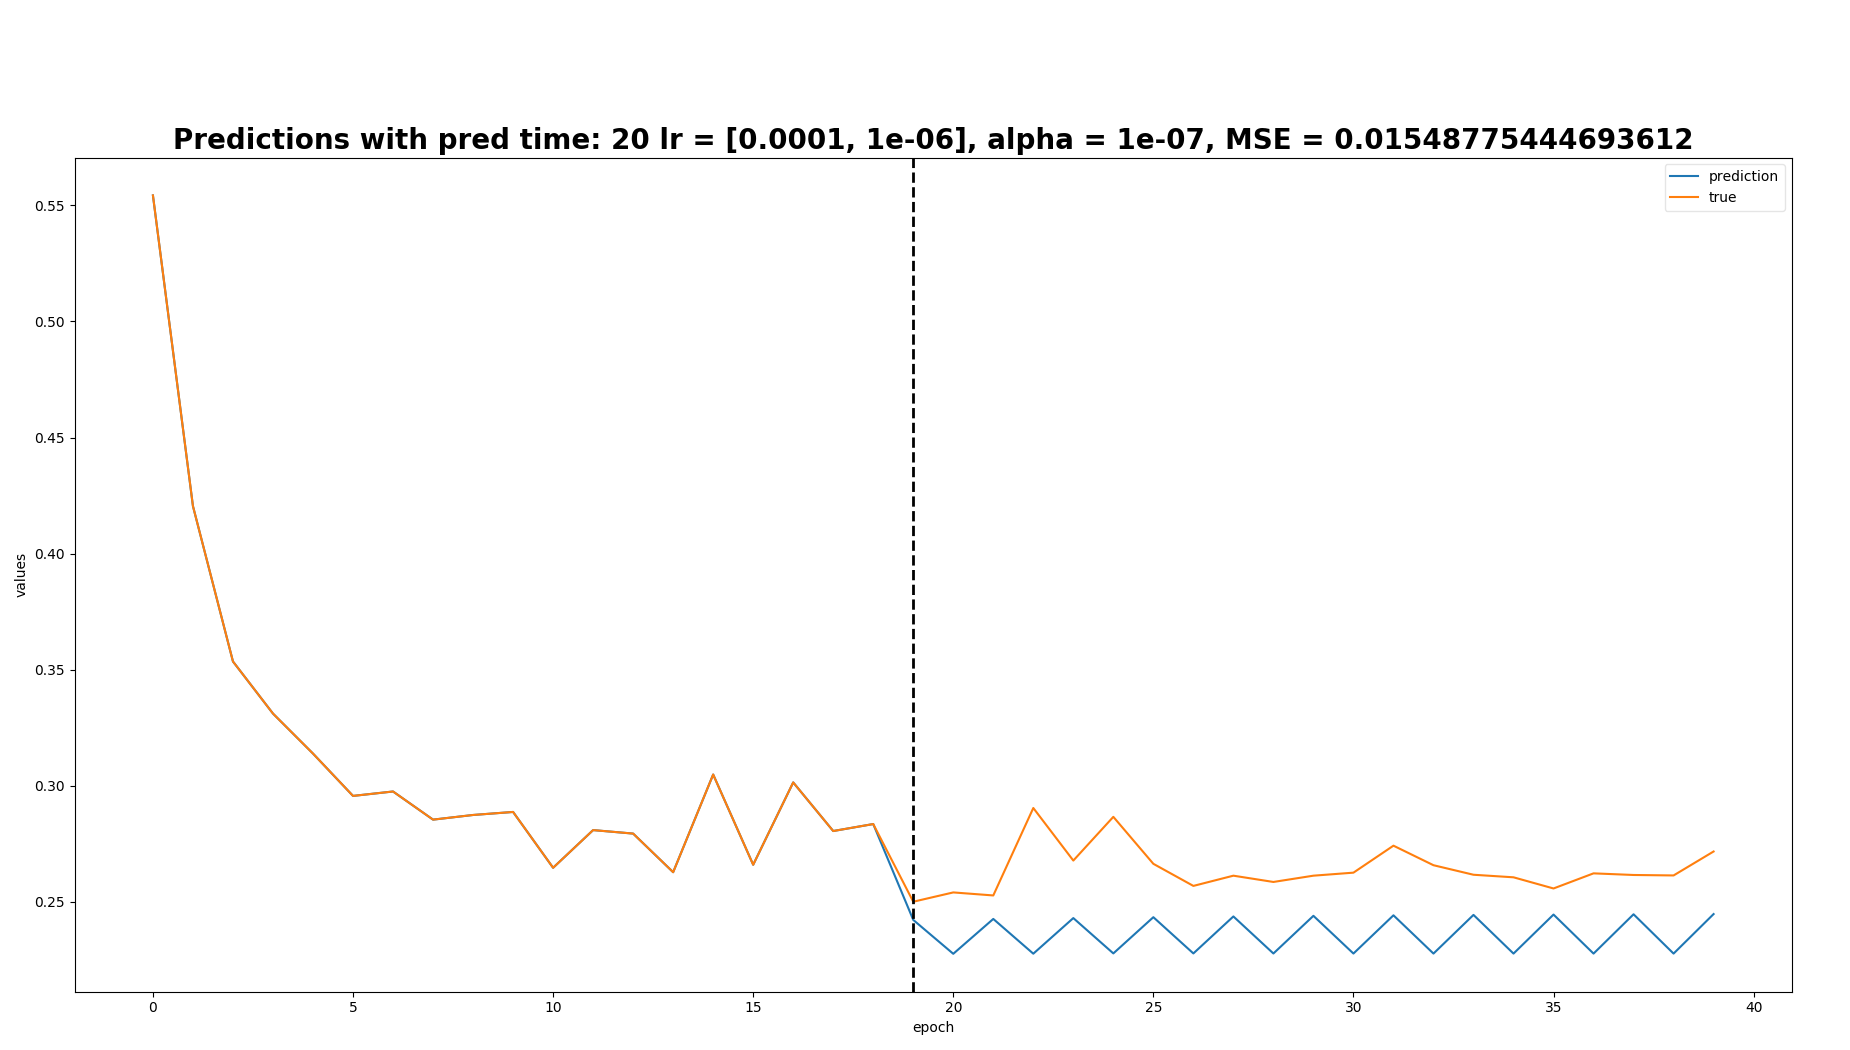 Predictions with pred time: 20 lr = [0.0001, 1e-06], alpha = 1e-07, MSE = 0.01548775444693612
prediction
true
0.55
0.50
0.45
0.40
0.35
0.30
0.25
values
0 5 10 15 20 25 30 35 40
epoch